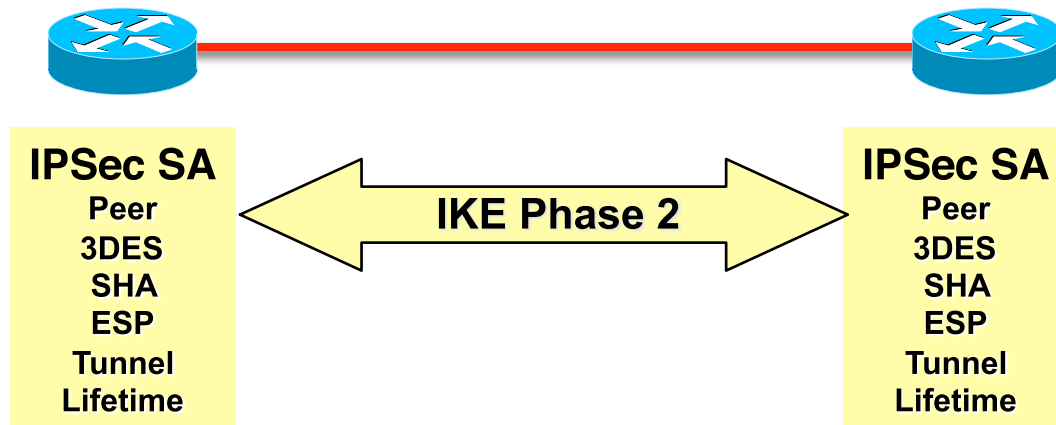 IPSec SA
Peer
3DES
SHA
ESP
Tunnel
Lifetime
IKE Phase 2
IPSec SA
Peer
3DES
SHA
ESP
Tunnel
Lifetime